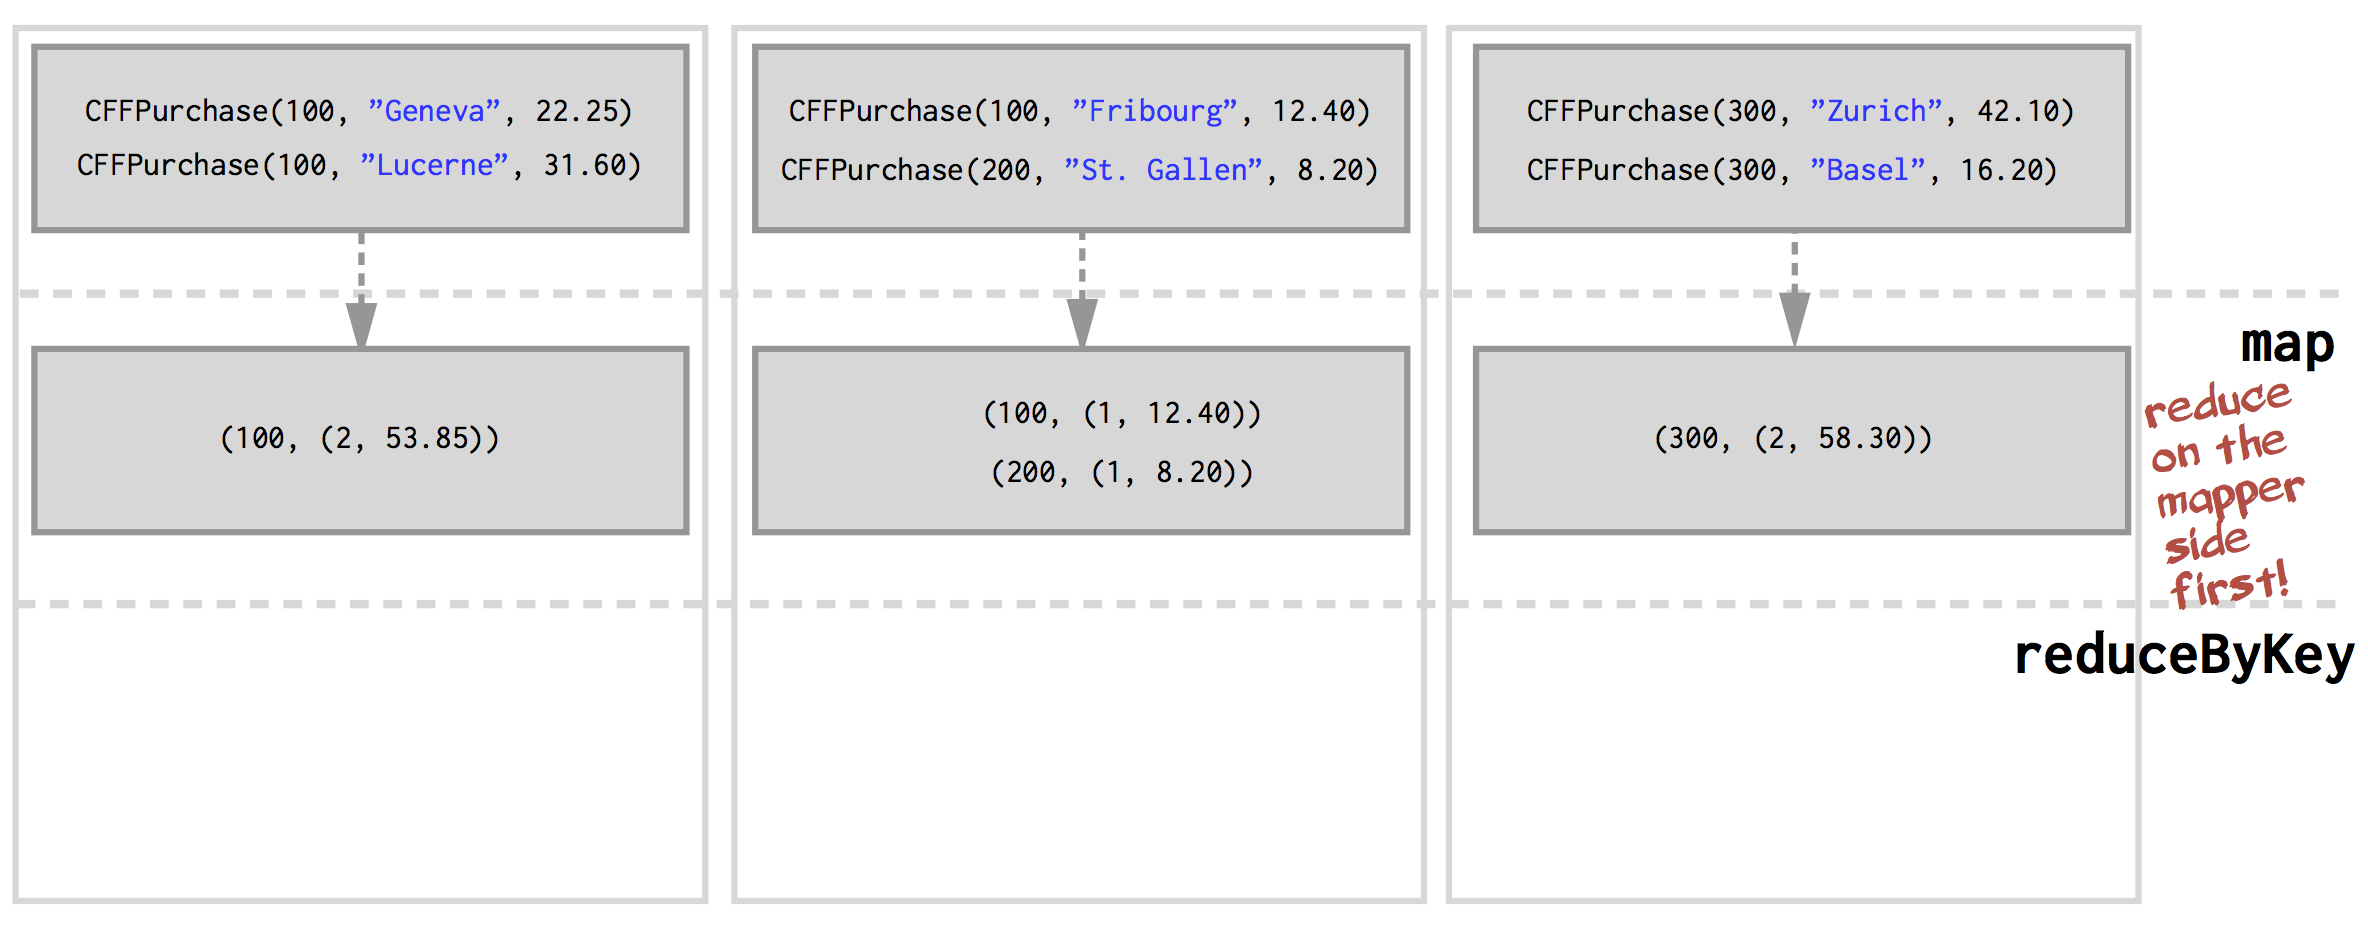 CFFPurchase(100, ”Geneva”, 22.25)
CFFPurchase(100, ”Lucerne”, 31.60)
CFFPurchase(100, ”Fribourg”, 12.40)
CFFPurchase(200, ”St. Gallen”, 8.20)
CFFPurchase(300, ”Zurich”, 42.10)
CFFPurchase(300, ”Basel”, 16.20)
map
(100, (2, 53.85))
(100, (1, 12.40))
(200, (1, 8.20))
(300, (2, 58.30))
reduce
on the
mapper
side
first!
reduceByKey